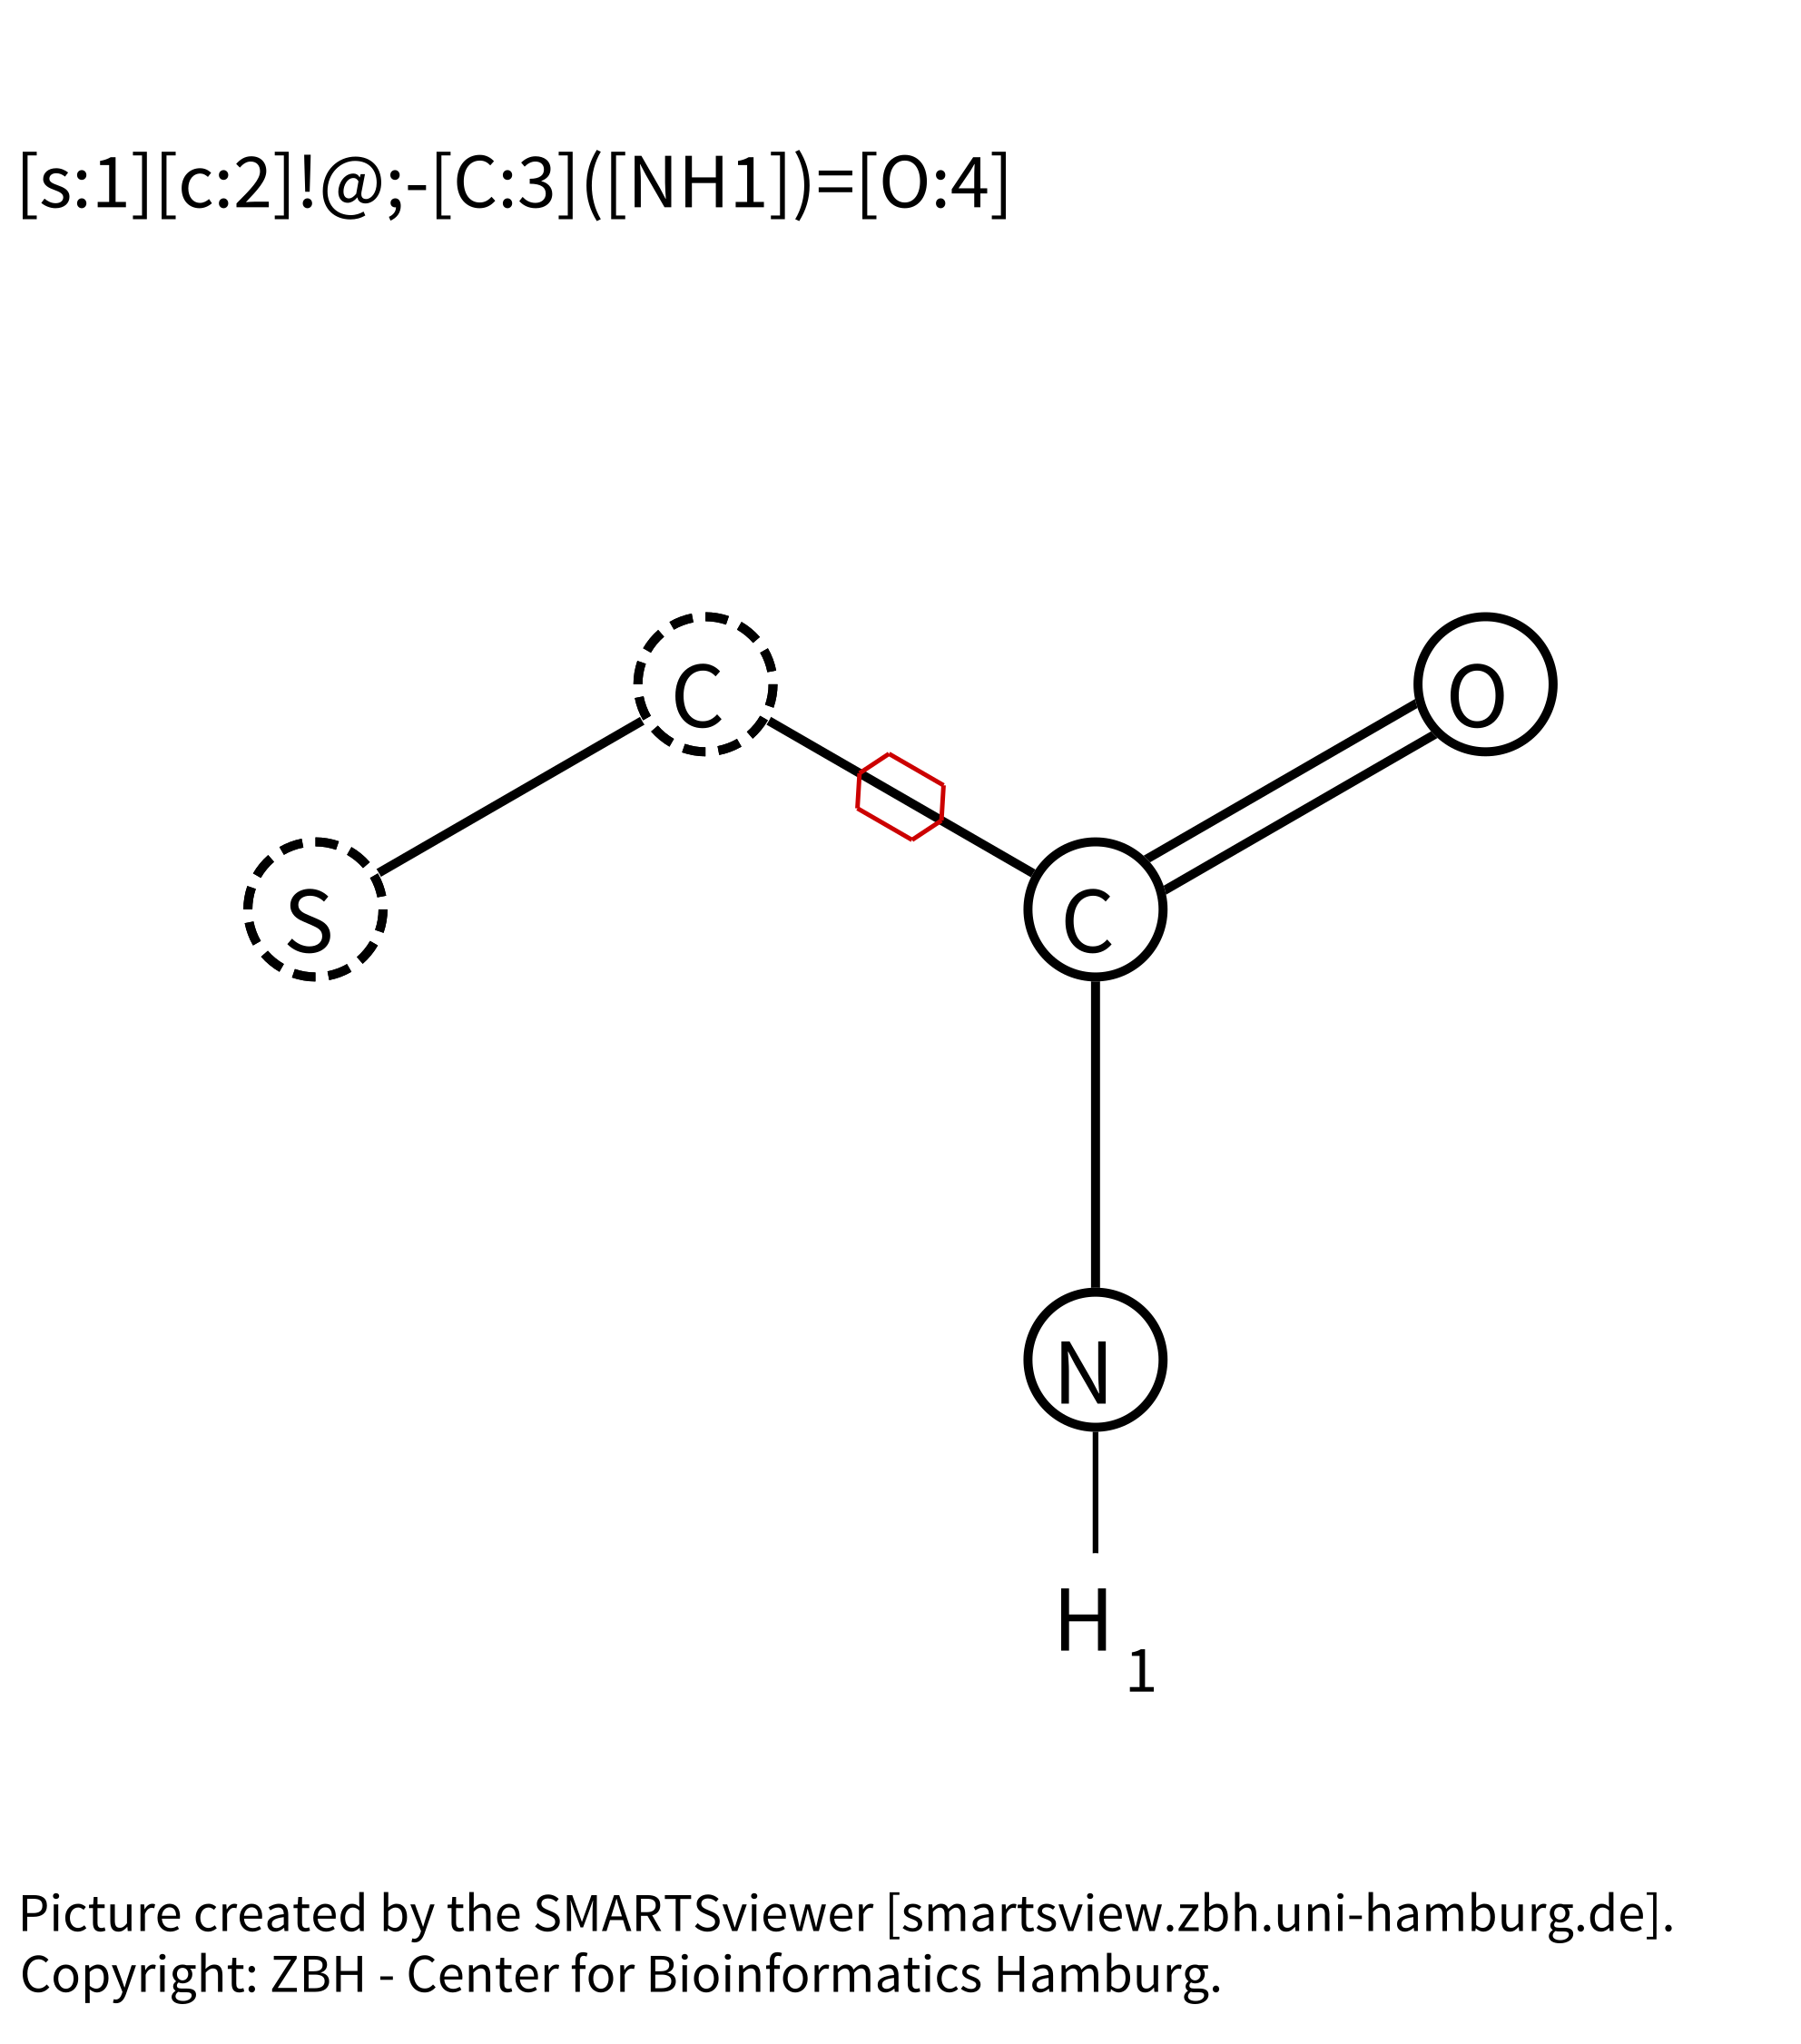 [s:1][c:2]!@;-[C:3]([NH1])=[O:4]
C
O
S
C
N
H
1
Picture created by the SMARTSviewer [smartsview.zbh.uni-hamburg.de].
Copyright: ZBH - Center for Bioinformatics Hamburg.